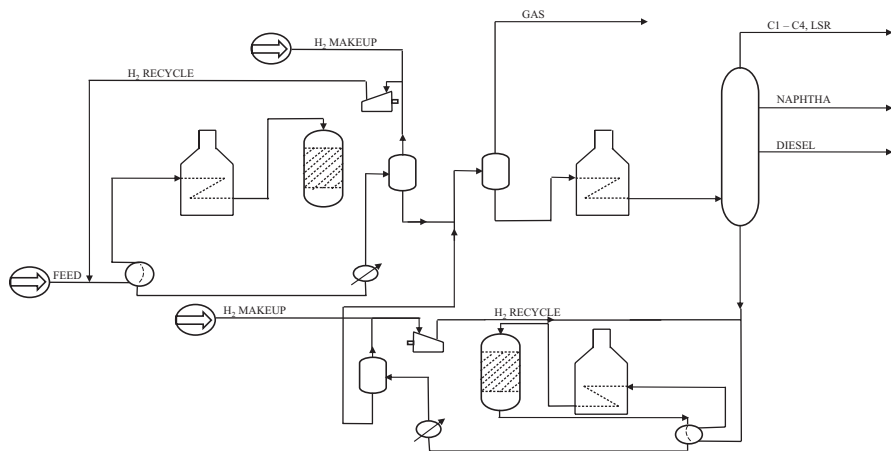 GAS
C1 – C4, LSR
H₂ MAKEUP
H₂ RECYCLE
NAPHTHA
DIESEL
FEED
H₂ MAKEUP
H₂ RECYCLE